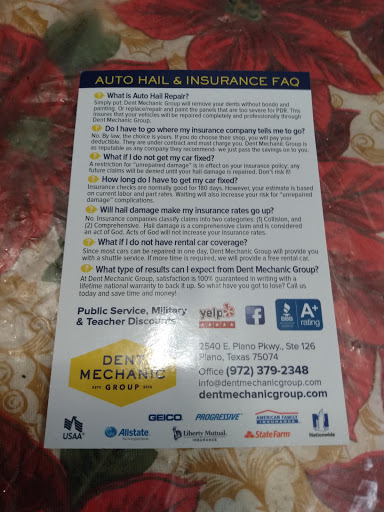 AUTO HAIL & INSURANCE FAQ
? What is Auto Hail Repair?
Simply put: Dent Mechanic Group will remove your dents without bondo and
painting. Or replace/repair and paint the panels that are too severe for PDR. This
insures that your vehicles will be repaired completely and professionally through
Dent Mechanic Group.
? Do I have to go where my insurance company tells me to go?
No. By law, the choice is yours. If you do choose their shop, you will pay your
deductible. They are under contract and must charge you. Dent Mechanic Group is
as reputable as any company they recommend- we just pass the savings on to you.
? What if I do not get my car fixed?
A restriction for "unrepaired damage" is in effect on your insurance policy: any
future claims will be denied until your hail damage is repaired. Don't risk it!
? How long do I have to get my car fixed?
Insurance checks are normally good for 180 days. However, your estimate is based
on current labor and part rates. Waiting will also increase your risk for "unrepaired
damage" complications.
? Will hail damage make my insurance rates go up?
No. Insurance companies classify claims into two categories: (1) Collision, and
(2) Comprehensive. Hail damage is a comprehensive claim and is considered
an act of God. Acts of God will not increase your insurance rates.
? What if I do not have rental car coverage?
Since most cars can be repaired in one day, Dent Mechanic Group will provide you
with a shuttle service. If more time is required, we will provide a free rental car.
? What type of results can I expect from Dent Mechanic Group?
At Dent Mechanic Group, satisfaction is 100% guaranteed in writing with a
lifetime national warranty to back it up. So what have you got to lose? Call us
today and save time and money!
Public Service, Military
& Teacher Discounts
yelp
f
BBB
A+
rating
DENT
MECHANIC
GROUP
2540 E. Plano Pkwy., Ste 126
Plano, Texas 75074
Office (972) 379-2348
info@dentmechanicgroup.com
dentmechanicgroup.com
USAA
Allstate
GEICO
Liberty Mutual
INSURANCE
PROGRESSIVE
AMERICAN FAMILY
INSURANCE
State Farm
Nationwide